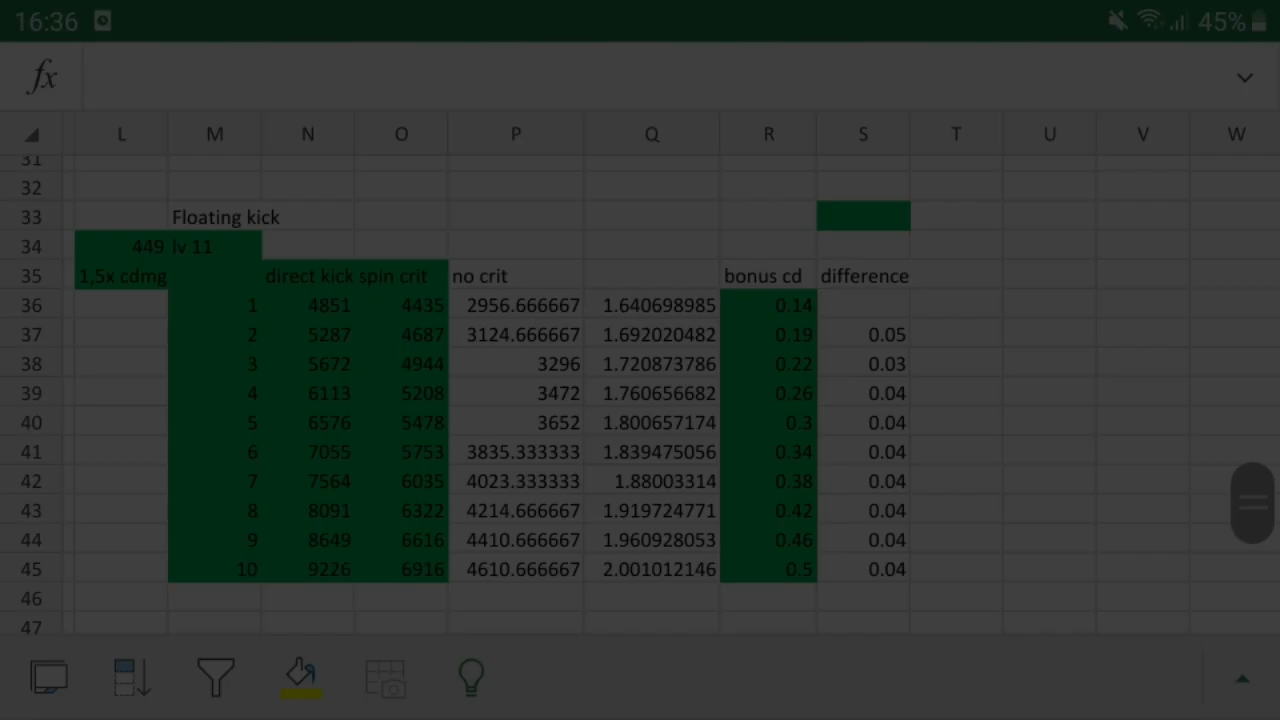 16:36 45%
fx
L M N O P Q R S T U V W
31
32
33 Floating kick
34 449 lv 11
35 1,5x cdmg direct kick spin crit no crit bonus cd difference
36 1 4851 4435 2956.666667 1.640698985 0.14
37 2 5287 4687 3124.666667 1.692020482 0.19 0.05
38 3 5672 4944 3296 1.720873786 0.22 0.03
39 4 6113 5208 3472 1.760656682 0.26 0.04
40 5 6576 5478 3652 1.800657174 0.3 0.04
41 6 7055 5753 3835.333333 1.839475056 0.34 0.04
42 7 7564 6035 4023.333333 1.88003314 0.38 0.04
43 8 8091 6322 4214.666667 1.919724771 0.42 0.04
44 9 8649 6616 4410.666667 1.960928053 0.46 0.04
45 10 9226 6916 4610.666667 2.001012146 0.5 0.04
46
47